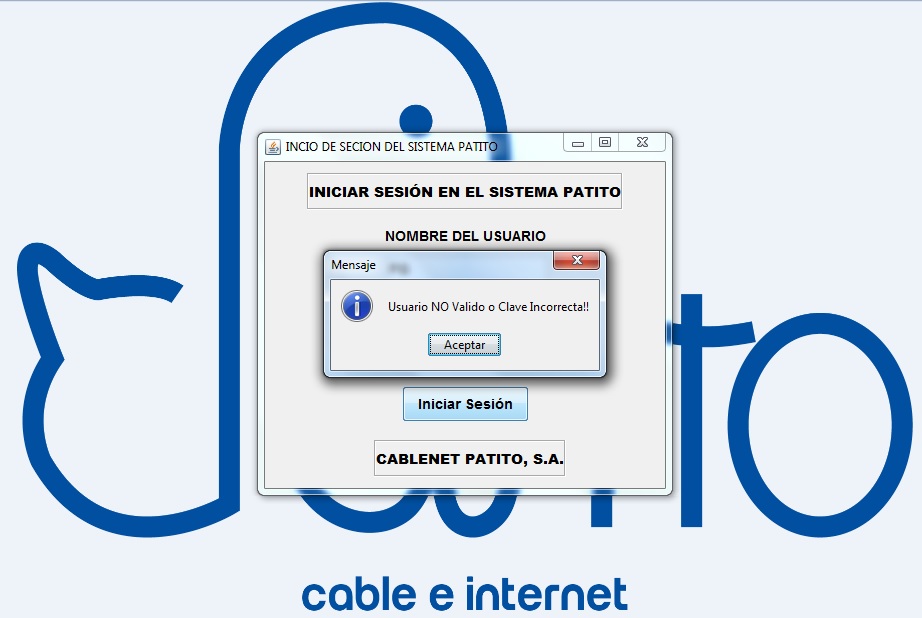 INCIO DE SECION DEL SISTEMA PATITO
INICIAR SESIÓN EN EL SISTEMA PATITO
NOMBRE DEL USUARIO
Mensaje
Usuario NO Valido o Clave Incorrecta!!
Aceptar
Iniciar Sesión
CABLENET PATITO, S.A.
cable e internet